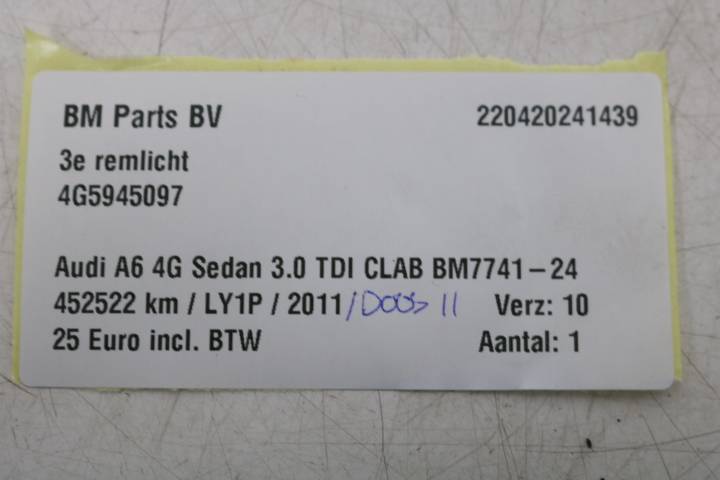 BM Parts BV 220420241439
3e remlicht
4G5945097
Audi A6 4G Sedan 3.0 TDI CLAB BM7741-24
452522 km / LY1P / 2011 / Doos 11 Verz: 10
25 Euro incl. BTW Aantal: 1